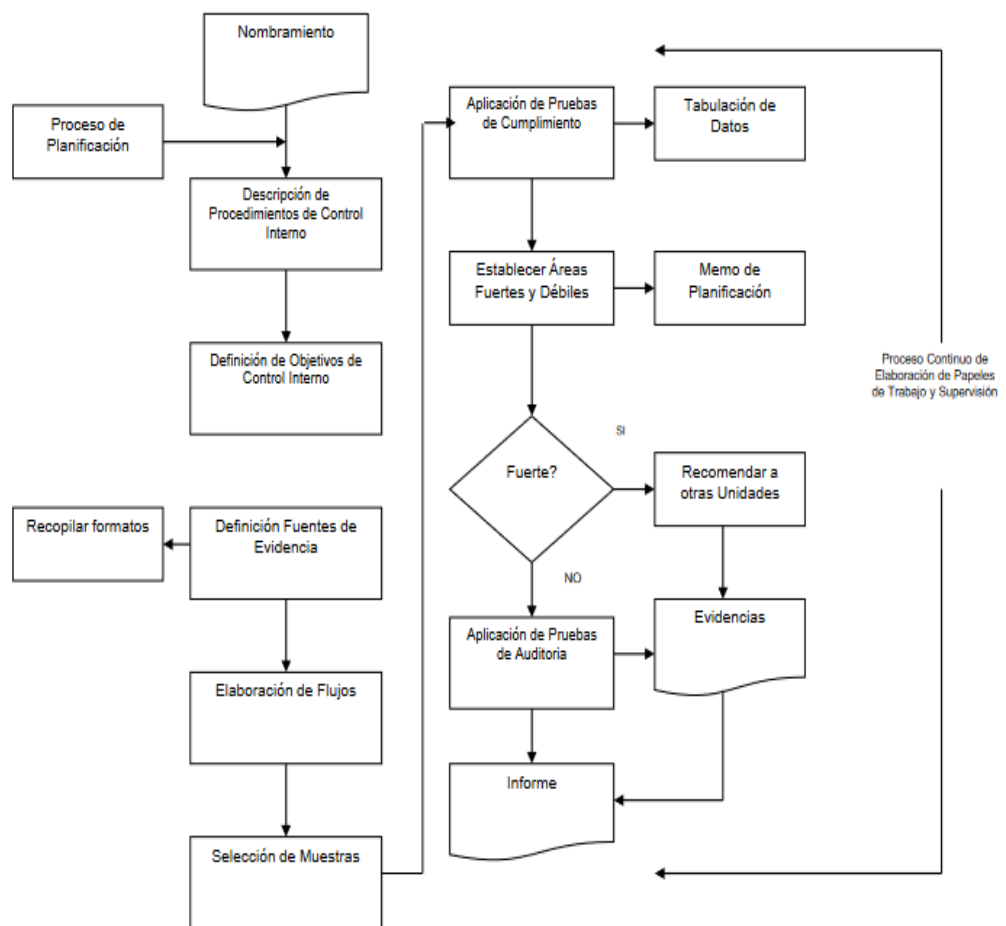 Nombramiento
Proceso de
Planificación
Descripción de
Procedimientos de Control
Interno
Definición de Objetivos de
Control Interno
Recopilar formatos
Definición Fuentes de
Evidencia
Elaboración de Flujos
Selección de Muestras
Aplicación de Pruebas
de Cumplimiento
Tabulación de
Datos
Establecer Áreas
Fuertes y Débiles
Memo de
Planificación
Fuerte?
SI
Recomendar a
otras Unidades
NO
Aplicación de Pruebas
de Auditoria
Evidencias
Informe
Proceso Continuo de
Elaboración de Papeles
de Trabajo y Supervisión